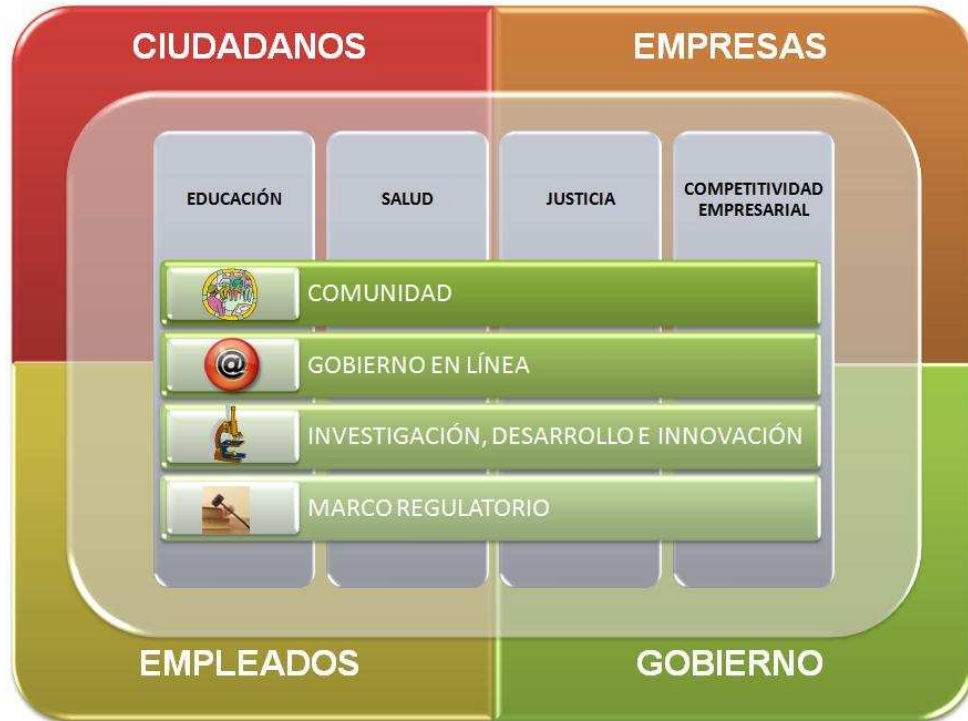 CIUDADANOS
EMPRESAS
EDUCACIÓN
SALUD
JUSTICIA
COMPETITIVIDAD
EMPRESARIAL
COMUNIDAD
@
GOBIERNO EN LÍNEA
INVESTIGACIÓN, DESARROLLO E INNOVACIÓN
MARCO REGULATORIO
EMPLEADOS
GOBIERNO